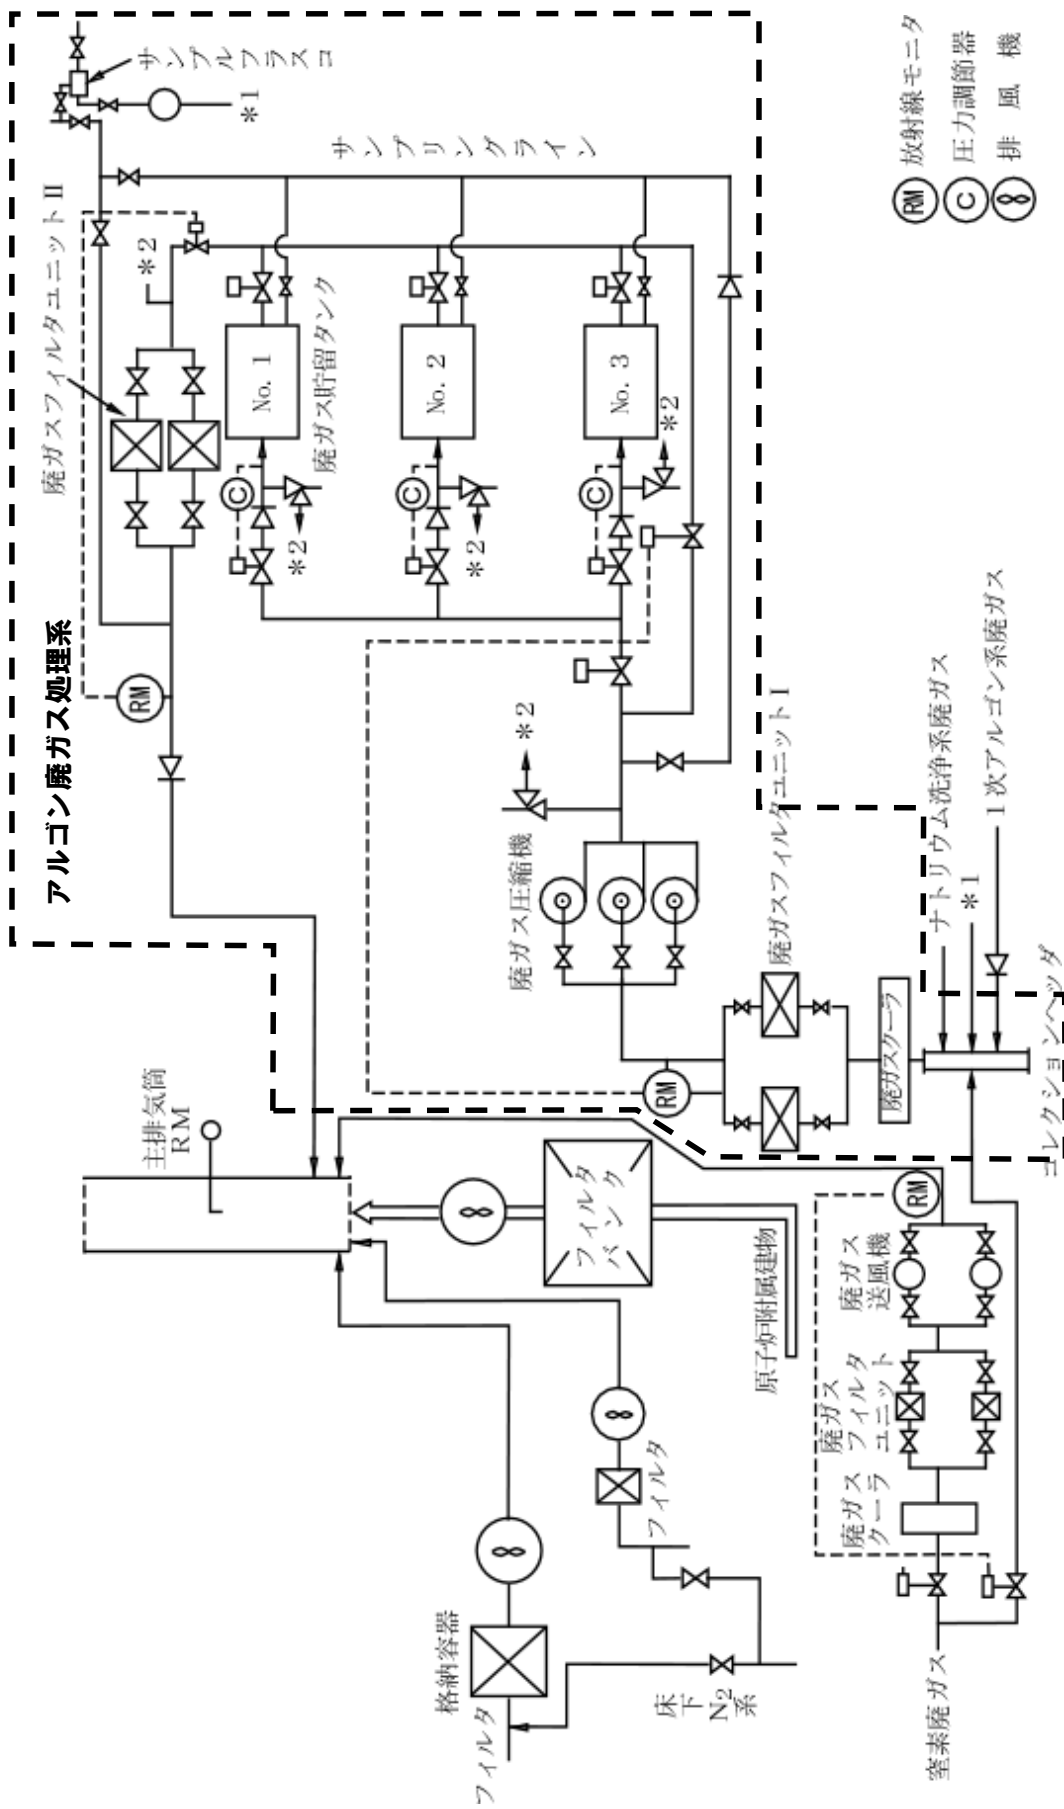 アルゴン廃ガス処理系
サンプルフラスコ
*1
サンプリングライン
廃ガスフィルタユニットⅡ
*2
No. 1
No. 2
No. 3
廃ガス貯留タンク
C
C
C
*2
*2
*2
RM
*2
廃ガス圧縮機
廃ガスフィルタユニットⅠ
RM
廃ガスクーラ
ナトリウム洗浄系廃ガス
*1
1次アルゴン系廃ガス
コレクションヘッダ
主排気筒
RM
フィルタ
バンク
原子炉附属建物
RM
廃ガス
送風機
廃ガス
フィルタ
ユニット
廃ガス
クーラ
窒素廃ガス
フィルタ
格納容器
フィルタ
床下
N2
系
RM 放射線モニタ
C 圧力調節器
排風機